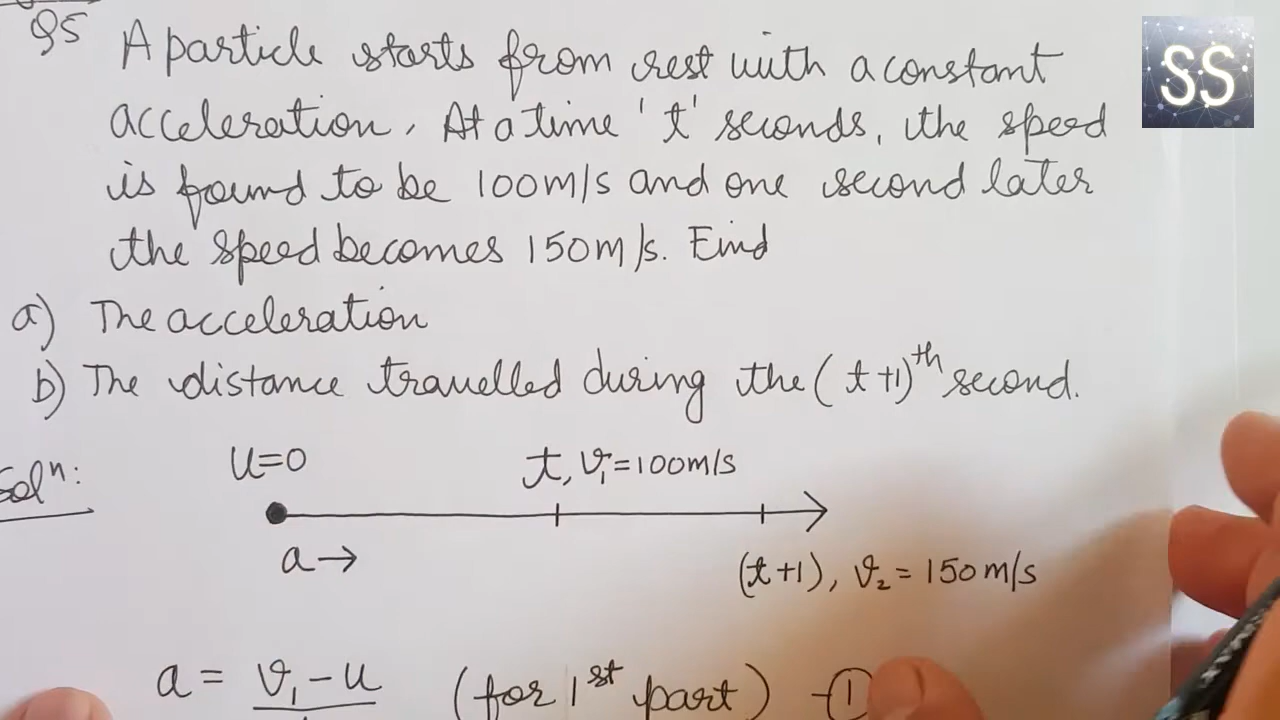 Q5 A particle starts from rest with a constant
acceleration. At a time 't' seconds, the speed
is found to be 100m/s and one second later
the speed becomes 150m/s. Find
a) The acceleration
b) The distance travelled during the (t+1)th second.
Soln:
u=0
t, v₁=100m/s
a→
(t+1), v₂=150m/s
a = v₁-u (for 1st part) -①
SS